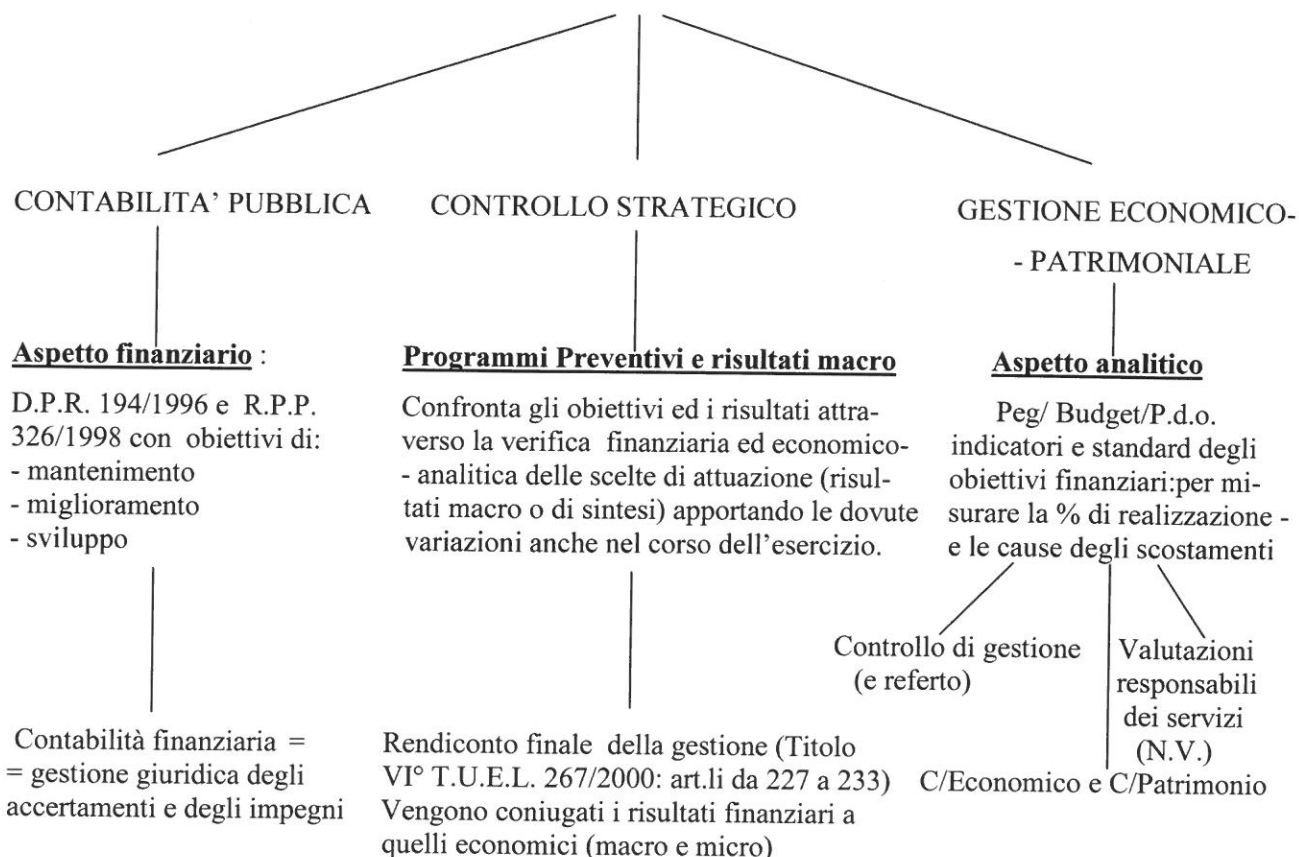 CONTABILITA' PUBBLICA
CONTROLLO STRATEGICO
GESTIONE ECONOMICO-
- PATRIMONIALE
Aspetto finanziario :
D.P.R. 194/1996 e R.P.P.
326/1998 con obiettivi di:
- mantenimento
- miglioramento
- sviluppo
Programmi Preventivi e risultati macro
Confronta gli obiettivi ed i risultati attra-
verso la verifica finanziaria ed economico-
- analitica delle scelte di attuazione (risul-
tati macro o di sintesi) apportando le dovute
variazioni anche nel corso dell'esercizio.
Aspetto analitico
Peg/ Budget/P.d.o.
indicatori e standard degli
obiettivi finanziari:per mi-
surare la % di realizzazione -
e le cause degli scostamenti
Controllo di gestione
(e referto)
Valutazioni
responsabili
dei servizi
(N.V.)
Contabilità finanziaria =
= gestione giuridica degli
accertamenti e degli impegni
Rendiconto finale della gestione (Titolo
VI° T.U.E.L. 267/2000: art.li da 227 a 233)
Vengono coniugati i risultati finanziari a
quelli economici (macro e micro)
C/Economico e C/Patrimonio